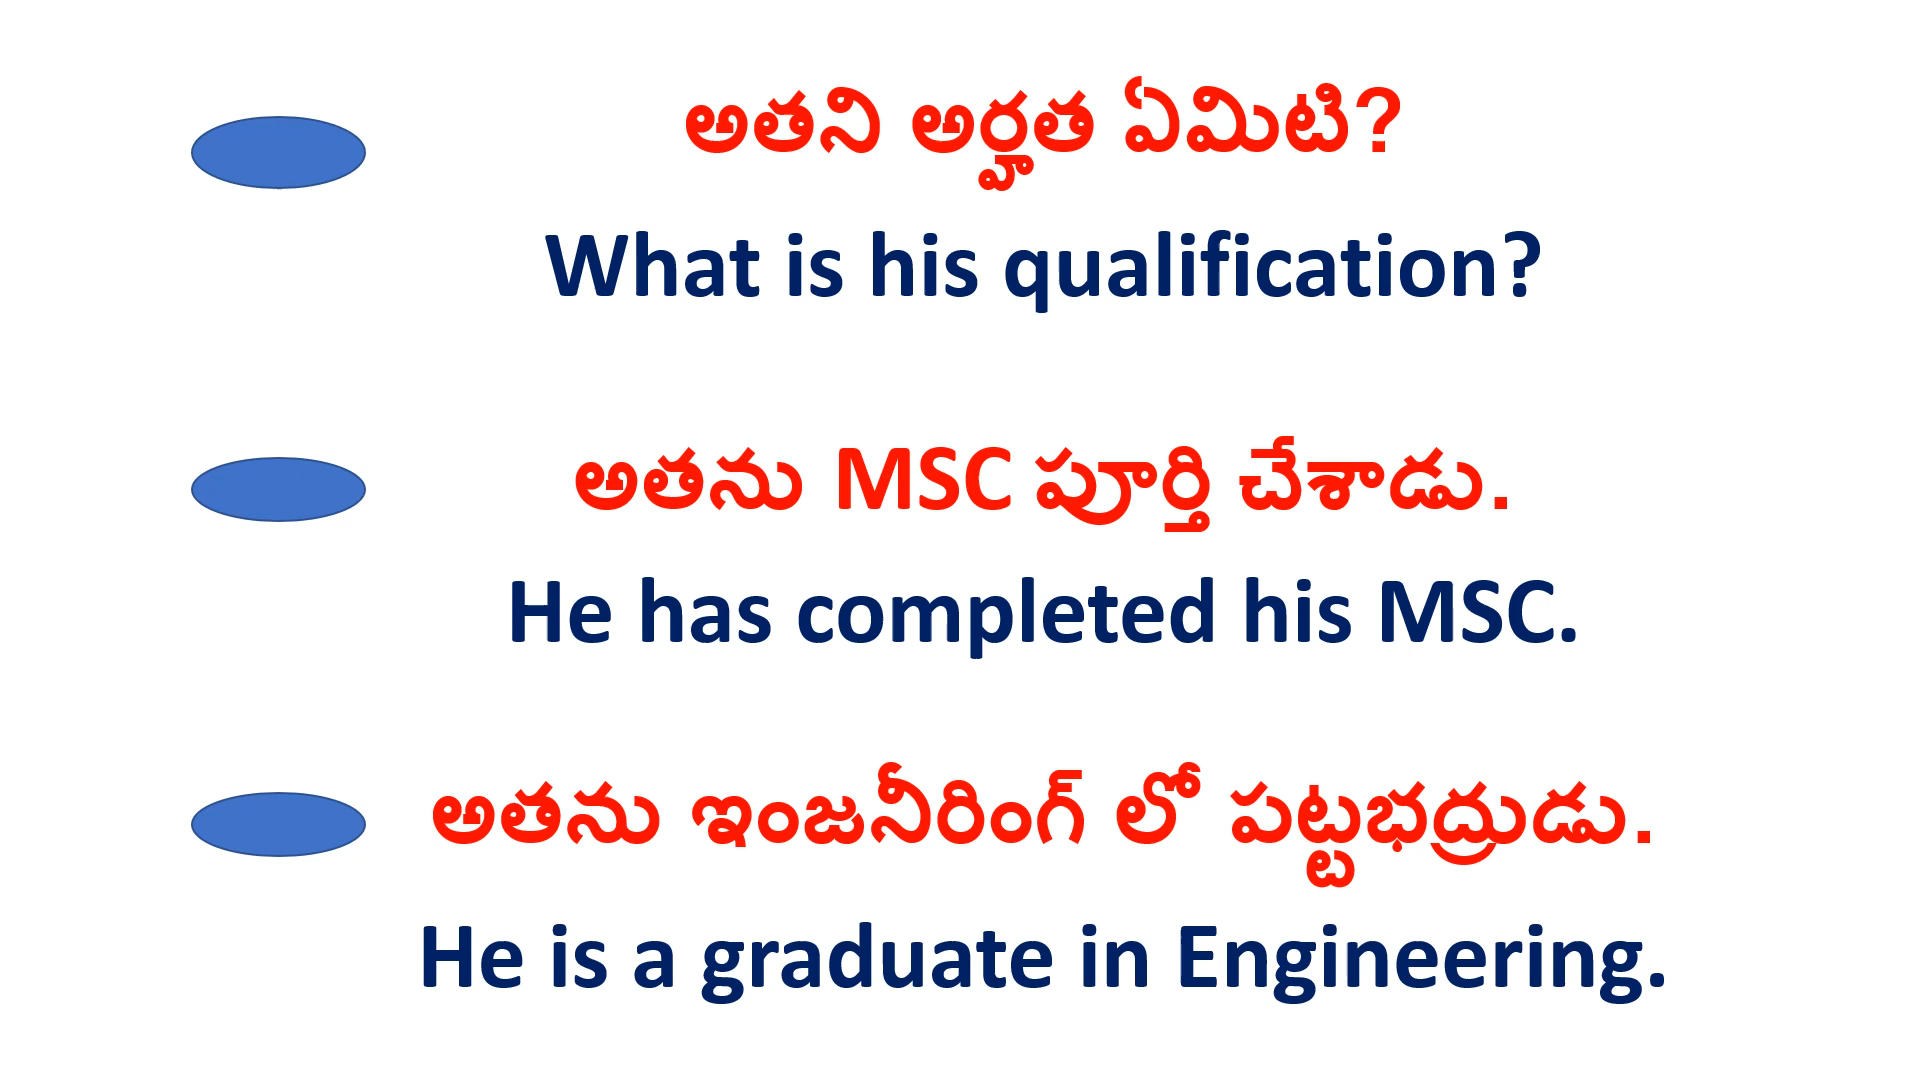 అతని అర్హత ఏమిటి?
What is his qualification?
అతను MSC పూర్తి చేశాడు.
He has completed his MSC.
అతను ఇంజనీరింగ్ లో పట్టభద్రుడు.
He is a graduate in Engineering.